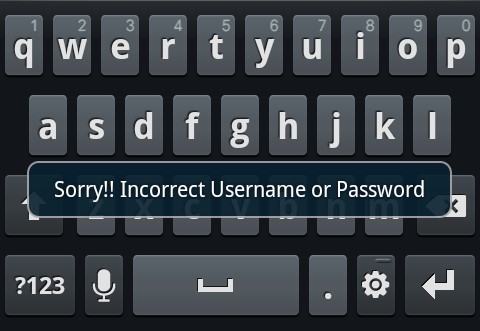 1 2 3 4 5 6 7 8 9 0
q w e r t y u i o p
a s d f g h j k l
Sorry!! Incorrect Username or Password
z x c v b n m
?123 .